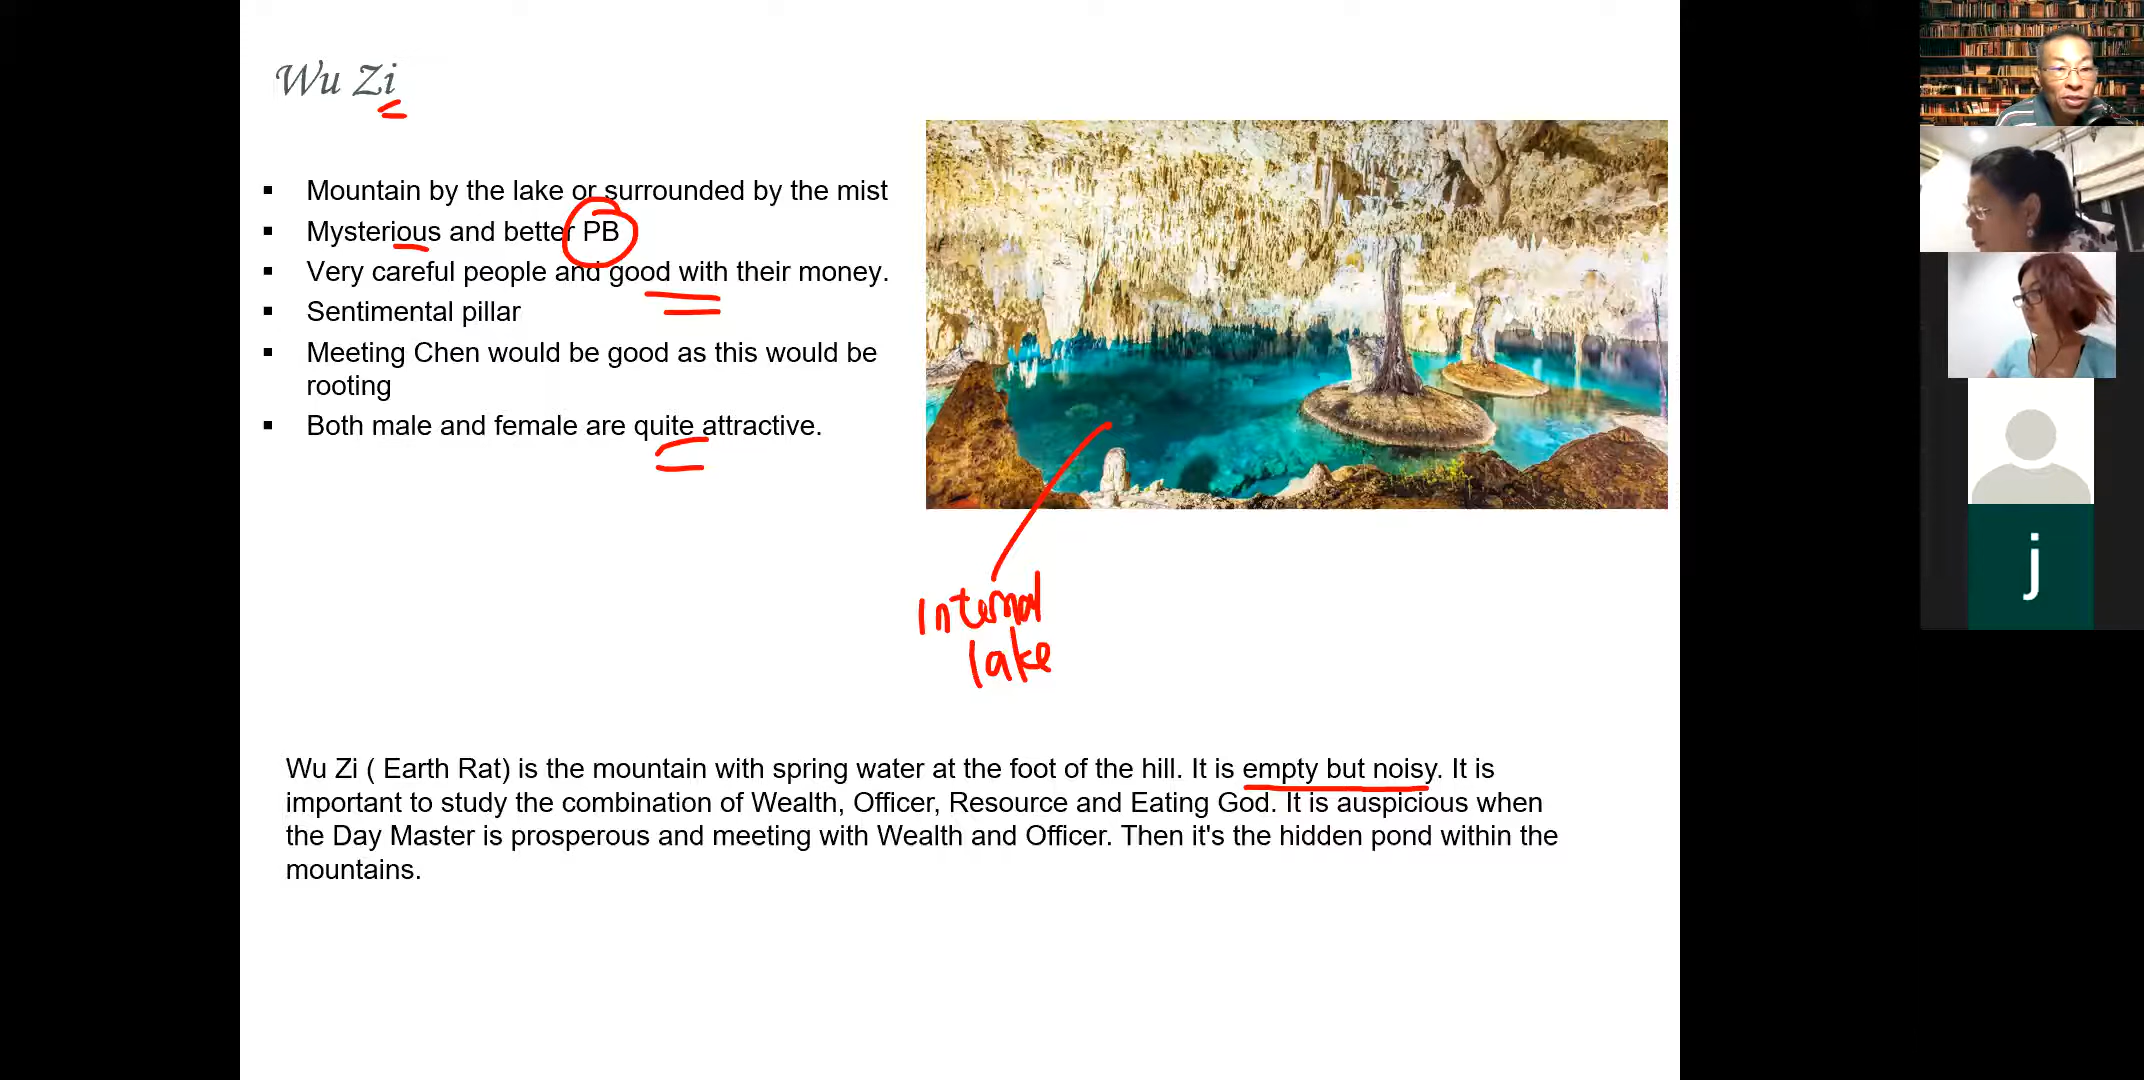 Wu Zi
Mountain by the lake or surrounded by the mist
Mysterious and better PB
Very careful people and good with their money.
Sentimental pillar
Meeting Chen would be good as this would be
rooting
Both male and female are quite attractive.
Internal
lake
Wu Zi ( Earth Rat) is the mountain with spring water at the foot of the hill. It is empty but noisy. It is
important to study the combination of Wealth, Officer, Resource and Eating God. It is auspicious when
the Day Master is prosperous and meeting with Wealth and Officer. Then it's the hidden pond within the
mountains.
j